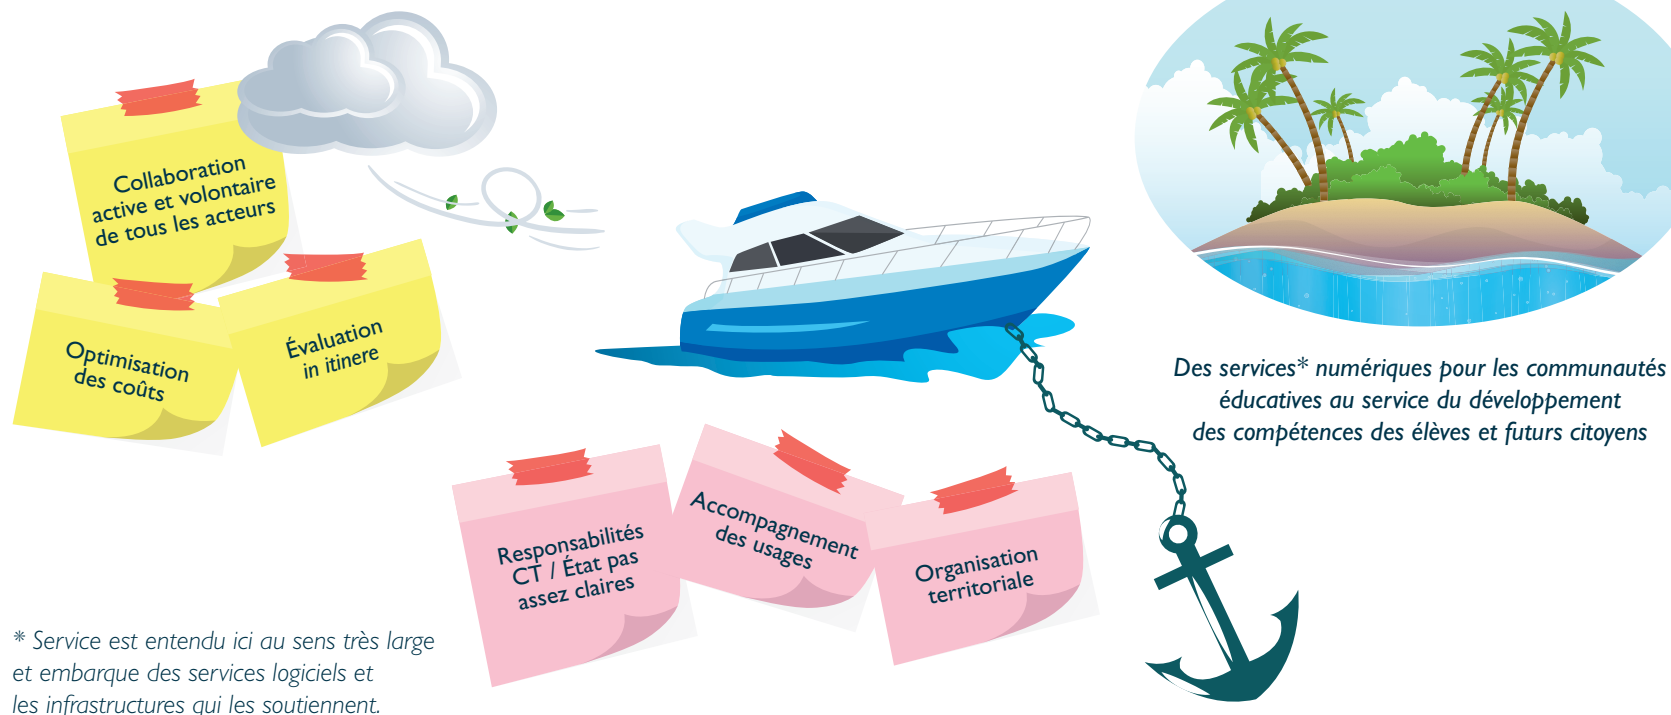 Collaboration
active et volontaire
de tous les acteurs
Optimisation
des coûts
Évaluation
in itinere
Des services* numériques pour les communautés
éducatives au service du développement
des compétences des élèves et futurs citoyens
Responsabilités
CT / État pas
assez claires
Accompagnement
des usages
Organisation
territoriale
* Service est entendu ici au sens très large
et embarque des services logiciels et
les infrastructures qui les soutiennent.